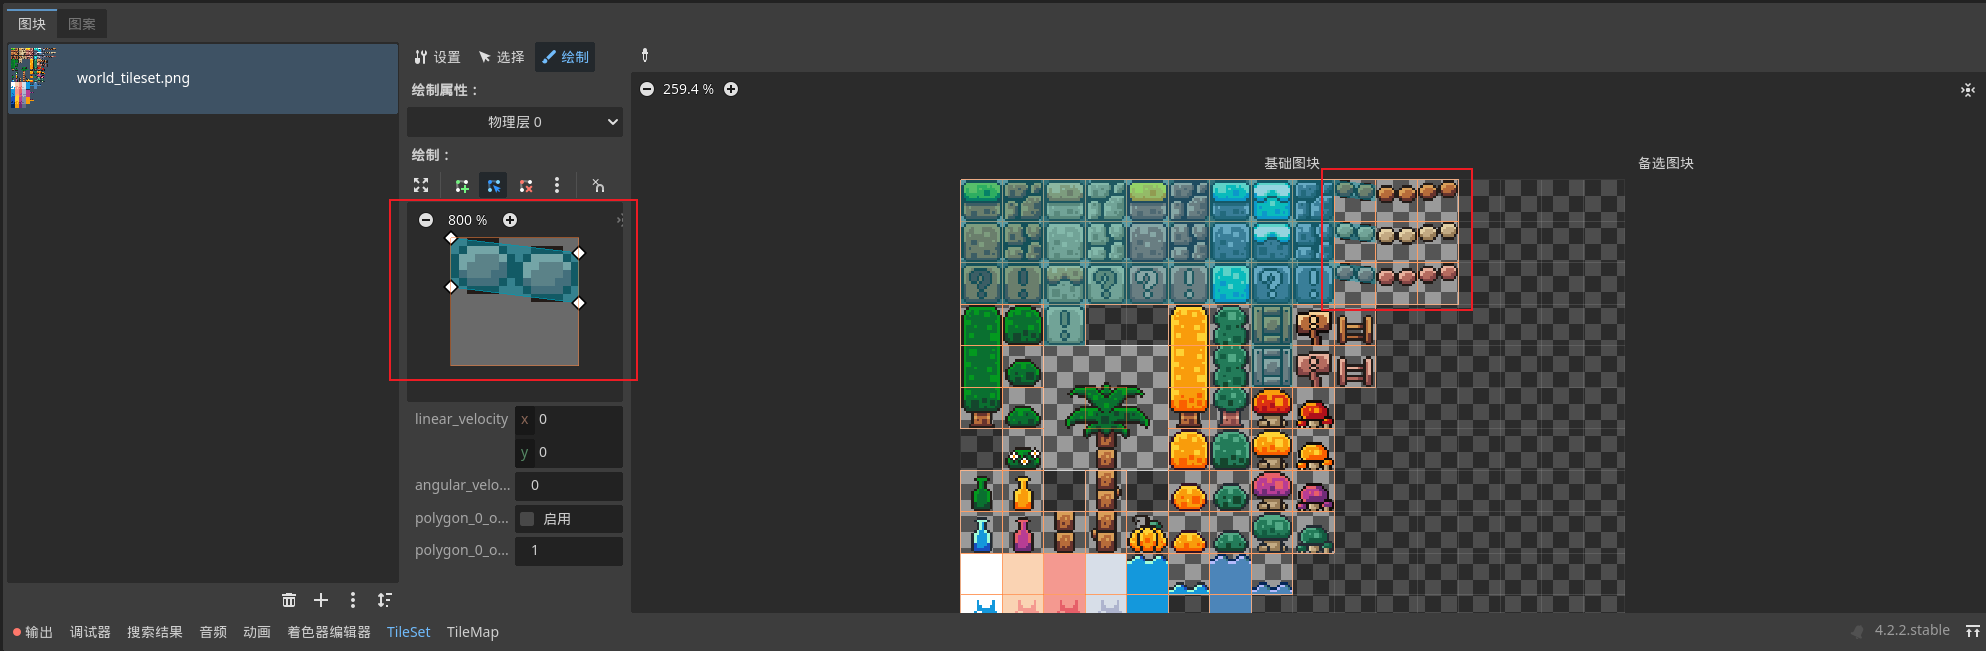 图块 图案
world_tileset.png
设置 选择 绘制
绘制属性：
物理层 0
绘制：
800 %
linear_velocity x 0
y 0
angular_velo... 0
polygon_0_o... 启用
polygon_0_o... 1
259.4 %
基础图块 备选图块
输出 调试器 搜索结果 音频 动画 着色器编辑器 TileSet TileMap
4.2.2.stable